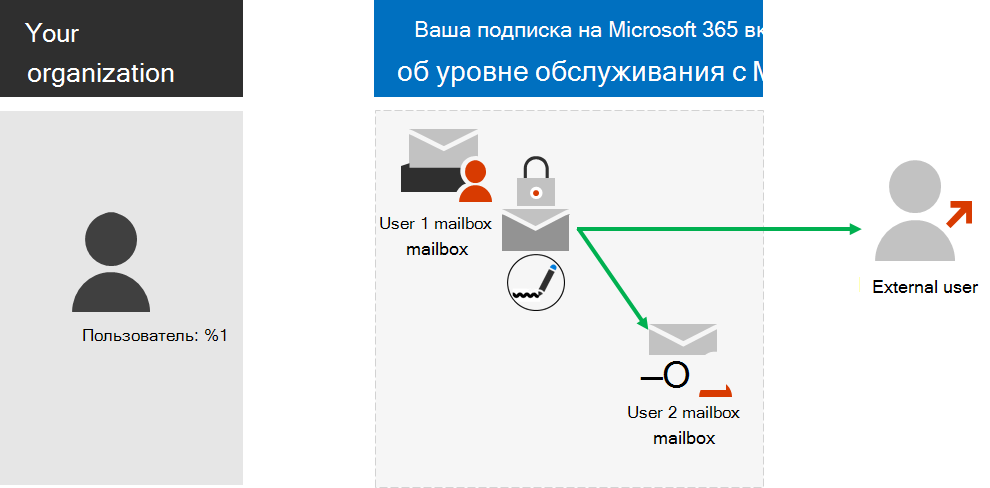 Your
organization
Ваша подписка на Microsoft 365 вк
об уровне обслуживания с M
User 1 mailbox
mailbox
Пользователь: %1
External user
–O
User 2 mailbox
mailbox